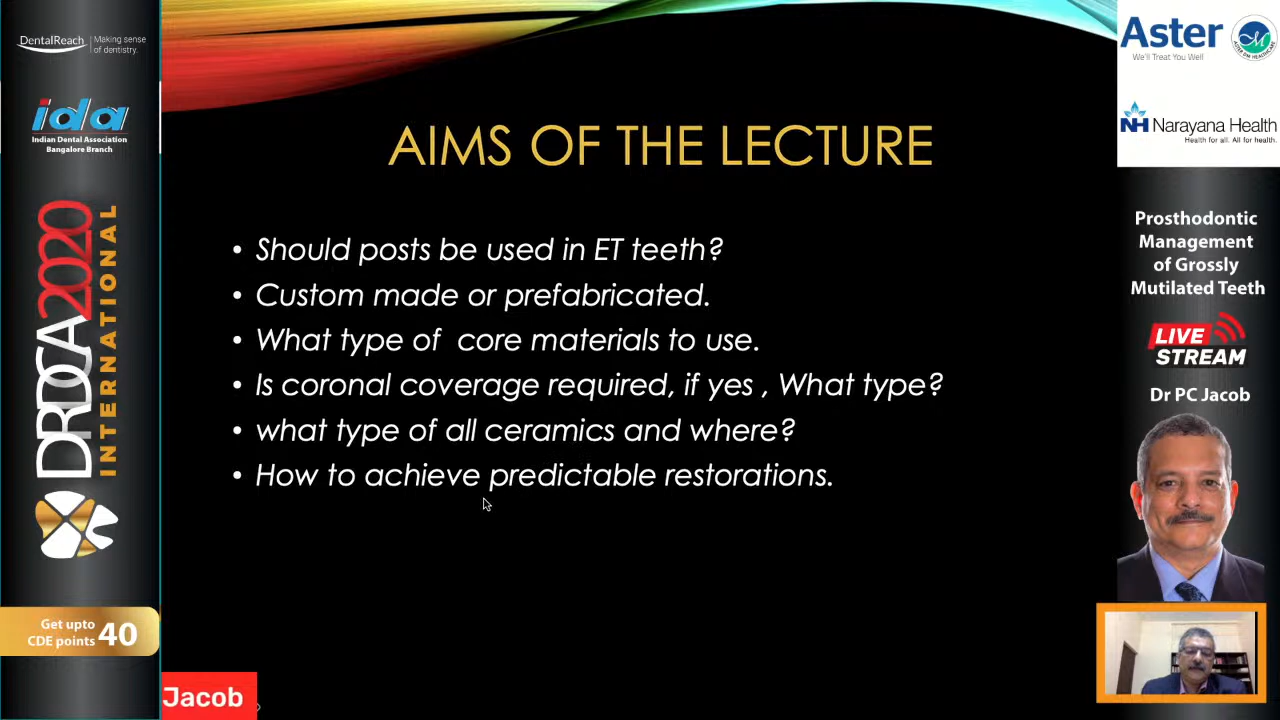 DentalReach
Making sense
of dentistry.
ida
Indian Dental Association
Bangalore Branch
DRDCA2020
INTERNATIONAL
Get upto
CDE points 40
AIMS OF THE LECTURE
• Should posts be used in ET teeth?
• Custom made or prefabricated.
• What type of core materials to use.
• Is coronal coverage required, if yes , What type?
• what type of all ceramics and where?
• How to achieve predictable restorations.
Jacob
Aster
We'll Treat You Well
NH Narayana Health
Health for all. All for health.
Prosthodontic
Management
of Grossly
Mutilated Teeth
LIVE
STREAM
Dr PC Jacob